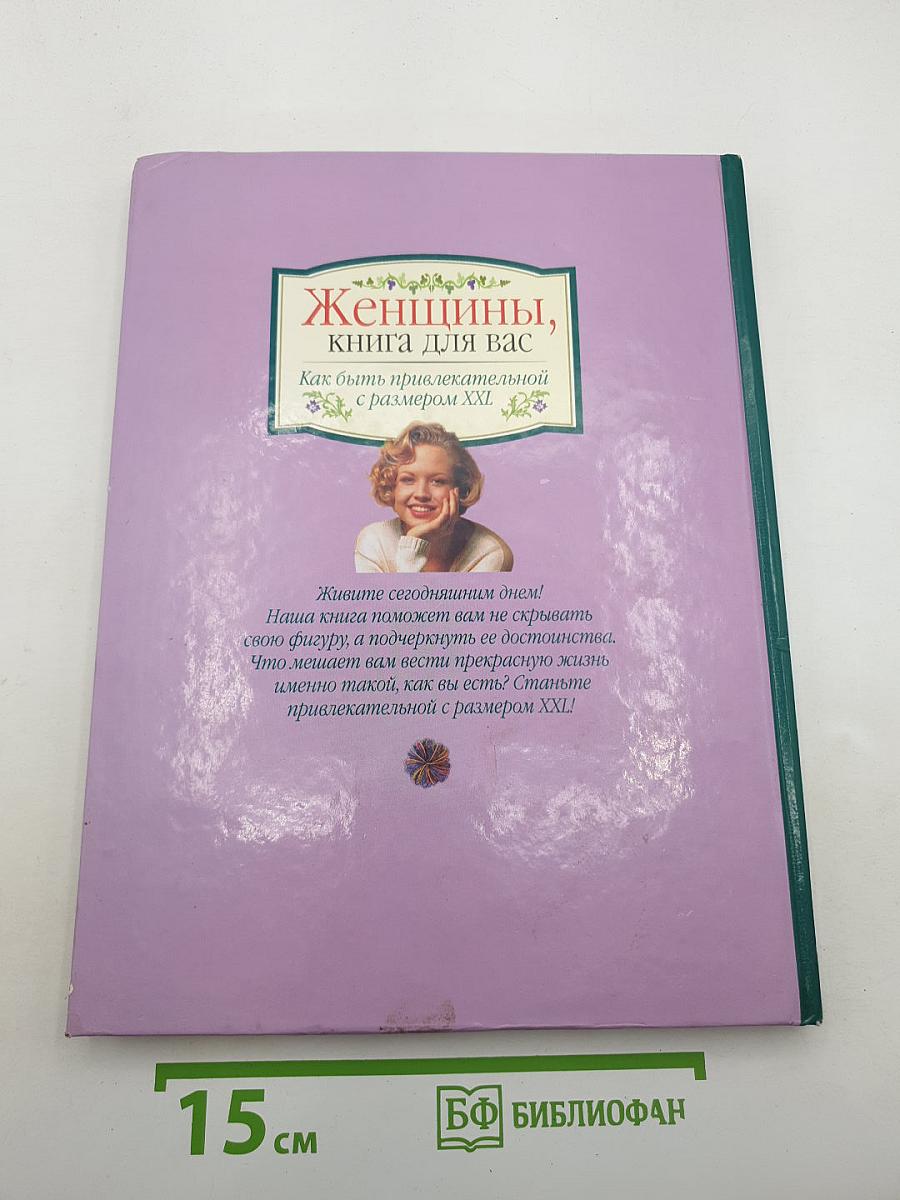 Женщины,
книга для вас
Как быть привлекательной
с размером XXL
Живите сегодняшним днем!
Наша книга поможет вам не скрывать
свою фигуру, а подчеркнуть ее достоинства.
Что мешает вам вести прекрасную жизнь
именно такой, как вы есть? Станьте
привлекательной с размером XXL!
15 см
БФ БИБЛИОФАН